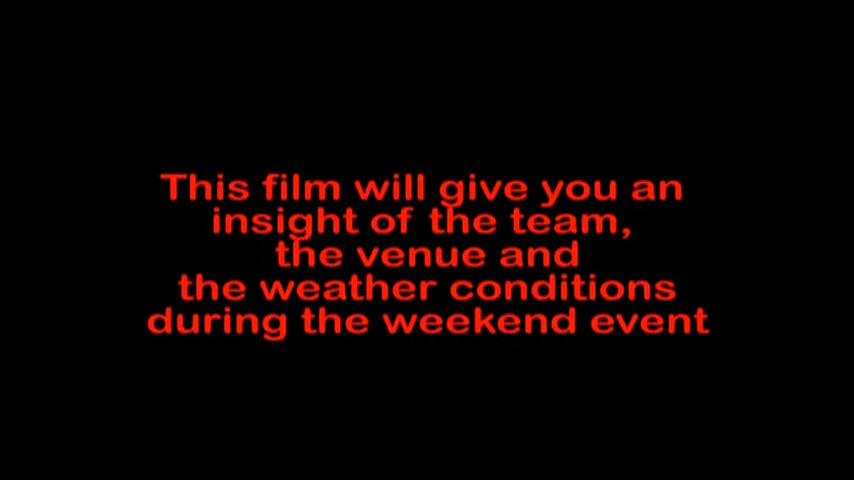 This film will give you an
insight of the team,
the venue and
the weather conditions
during the weekend event